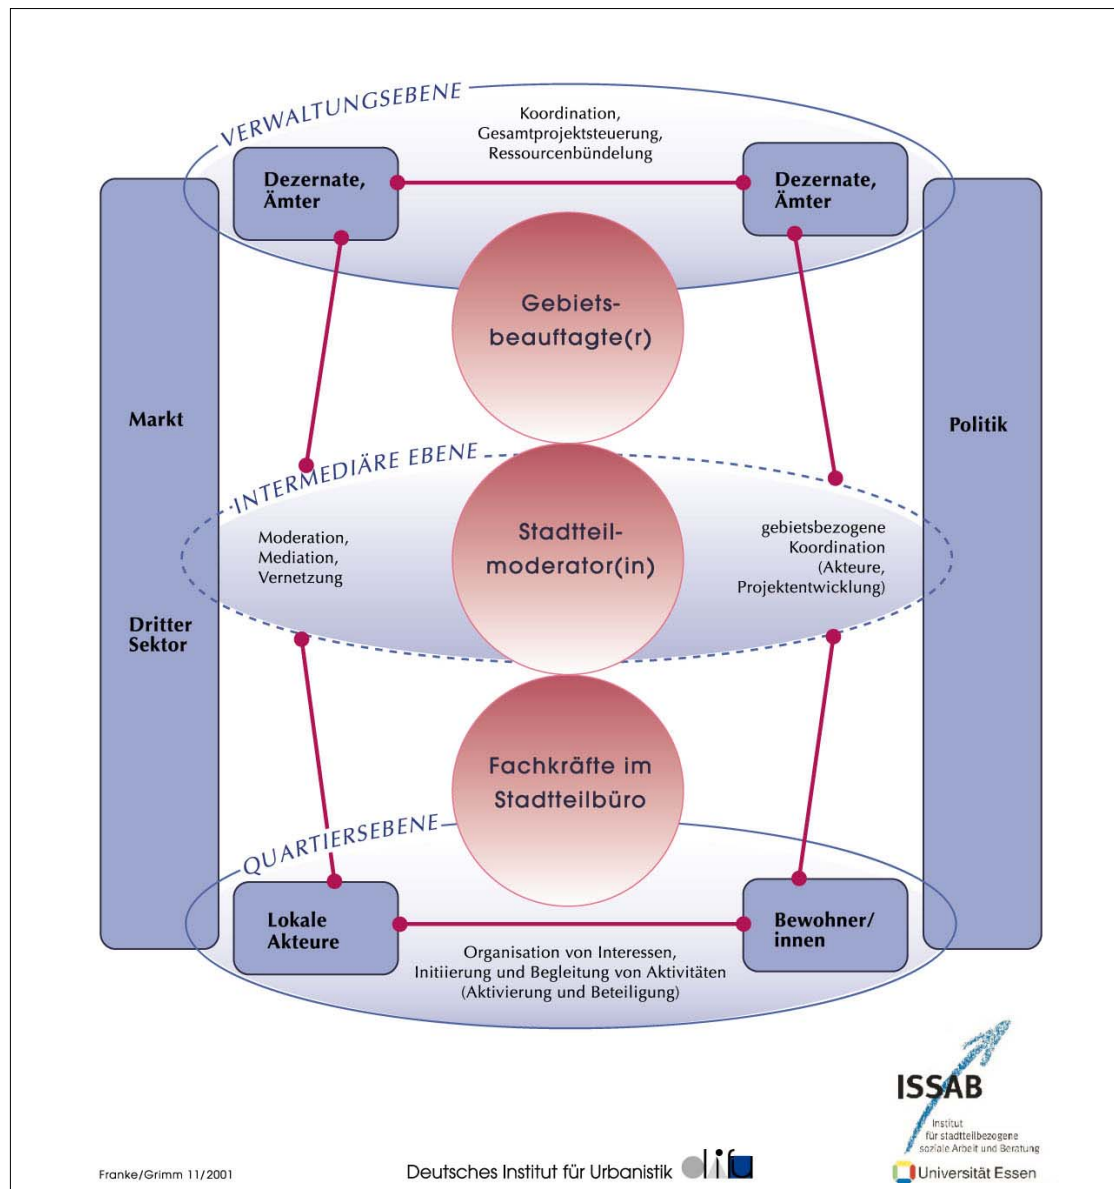 VERWALTUNGSEBENE
Koordination,
Gesamtprojektsteuerung,
Ressourcenbündelung
Dezernate,
Ämter
Dezernate,
Ämter
Gebiets-
beauftagte(r)
Markt
Politik
INTERMEDIÄRE EBENE
Moderation,
Mediation,
Vernetzung
Stadtteil-
moderator(in)
gebietsbezogene
Koordination
(Akteure,
Projektentwicklung)
Dritter
Sektor
Fachkräfte im
Stadtteilbüro
QUARTIERSEBENE
Lokale
Akteure
Bewohner/
innen
Organisation von Interessen,
Initiierung und Begleitung von Aktivitäten
(Aktivierung und Beteiligung)
ISSAB
Institut
für stadtteilbezogene
soziale Arbeit und Beratung
Franke/Grimm 11/2001
Deutsches Institut für Urbanistik difu
Universität Essen